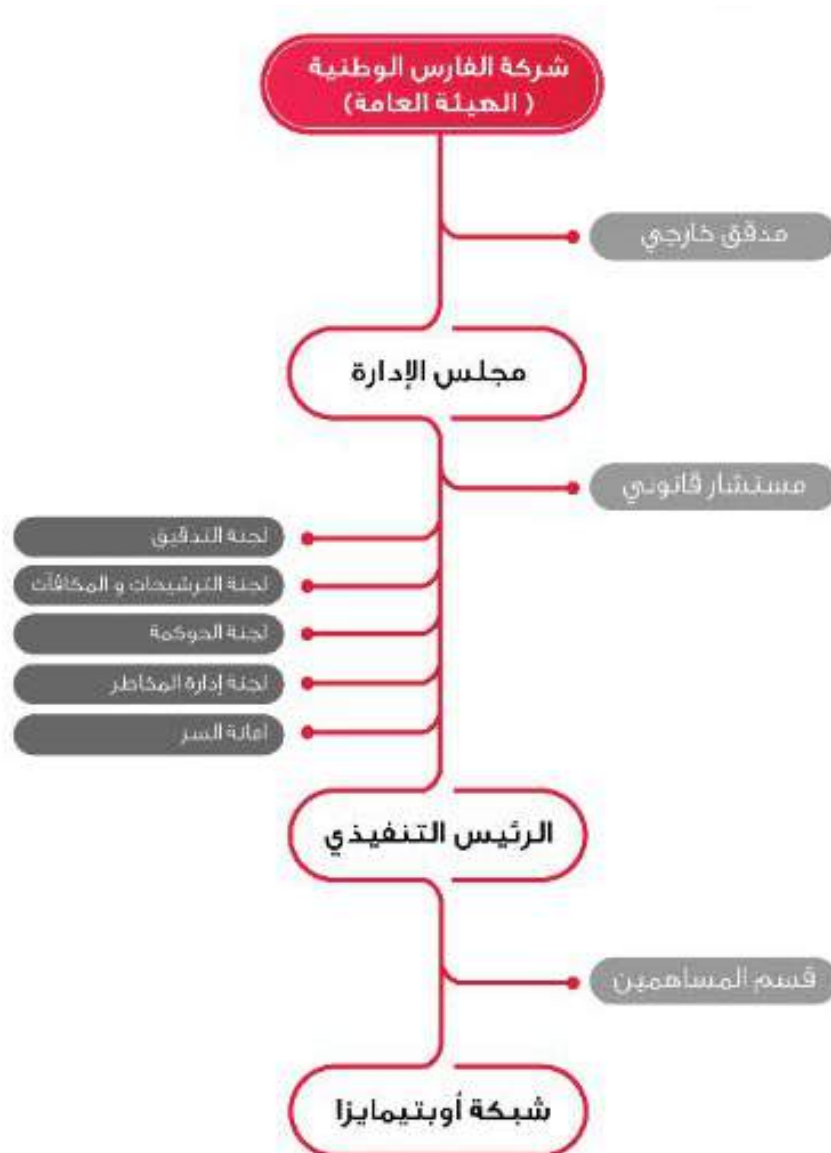 شركة الفارس الوطنية
( الهيئة العامة)
مدقق خارجي
مجلس الإدارة
مستشار قانوني
لجنة التدقيق
لجنة الترشيحات و المكافآت
لجنة الحوكمة
لجنة إدارة المخاطر
امانة السر
الرئيس التنفيذي
قسم المساهمين
شبكة أوبتيمايزا